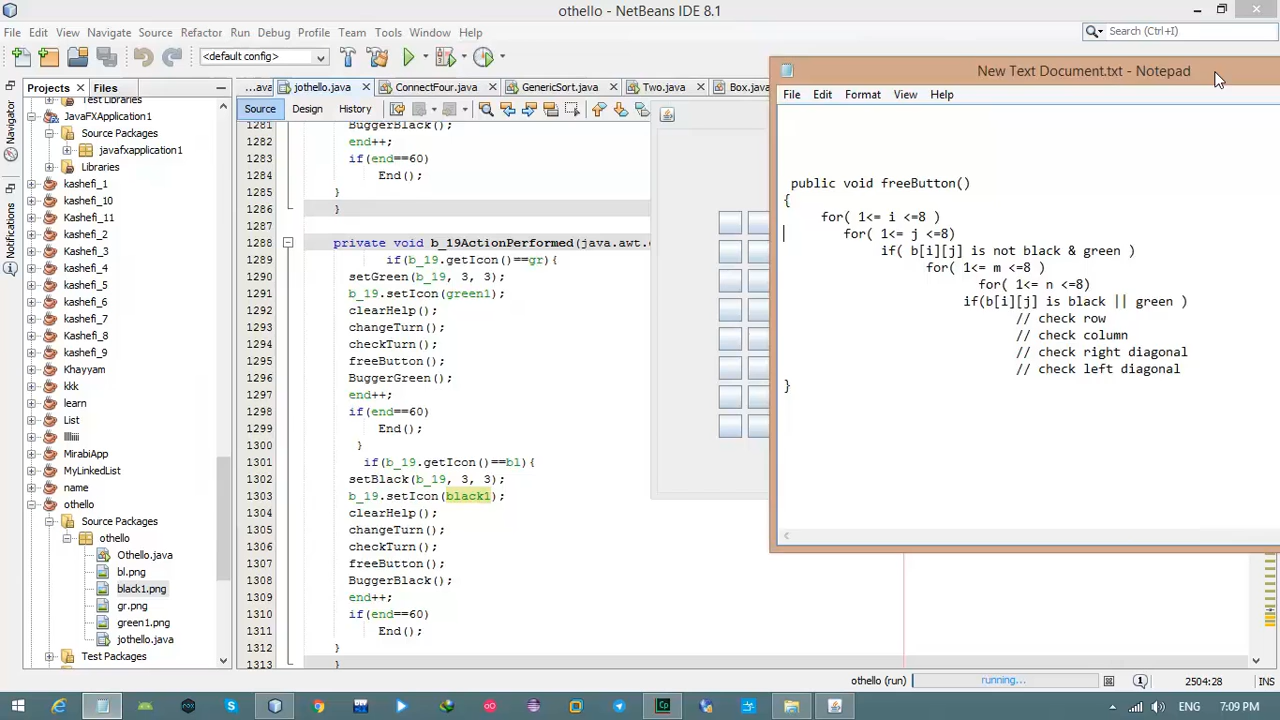 othello - NetBeans IDE 8.1
File Edit View Navigate Source Refactor Run Debug Profile Team Tools Window Help
Search (Ctrl+I)
<default config>
New Text Document.txt - Notepad
File Edit Format View Help
Projects Files
...ava jothello.java ConnectFour.java GenericSort.java Two.java Box.java
Source Design History
Navigator
Notifications
Test Libraries
JavaFXApplication1
Source Packages
javafxapplication1
Libraries
kashefi_1
kashefi_10
Kashefi_11
kashefi_2
Kashefi_3
kashefi_4
kashefi_5
kashefi_6
kashefi_7
Kashefi_8
kashefi_9
Khayyam
kkk
learn
List
llllliiii
MirabiApp
MyLinkedList
name
othello
Source Packages
othello
Othello.java
bl.png
black1.png
gr.png
green1.png
jothello.java
Test Packages
1281 BuggerBlack();
1282 end++;
1283 if(end==60)
1284 End();
1285 }
1286 }
1287
1288 private void b_19ActionPerformed(java.awt.
if(b_19.getIcon()==gr){
1290 setGreen(b_19, 3, 3);
1291 b_19.setIcon(green1);
1292 clearHelp();
1293 changeTurn();
1294 checkTurn();
1295 freeButton();
1296 BuggerGreen();
1297 end++;
1298 if(end==60)
1299 End();
1300 }
1301 if(b_19.getIcon()==bl){
1302 setBlack(b_19, 3, 3);
1303 b_19.setIcon(black1);
1304 clearHelp();
1305 changeTurn();
1306 checkTurn();
1307 freeButton();
1308 BuggerBlack();
1309 end++;
1310 if(end==60)
1311 End();
1312 }
1313 }
public void freeButton()
{
for( 1<= i <=8 )
for( 1<= j <=8)
if( b[i][j] is not black & green )
for( 1<= m <=8 )
for( 1<= n <=8)
if(b[i][j] is black || green )
// check row
// check column
// check right diagonal
// check left diagonal
}
othello (run) running... 2504:28 INS
ENG 7:09 PM